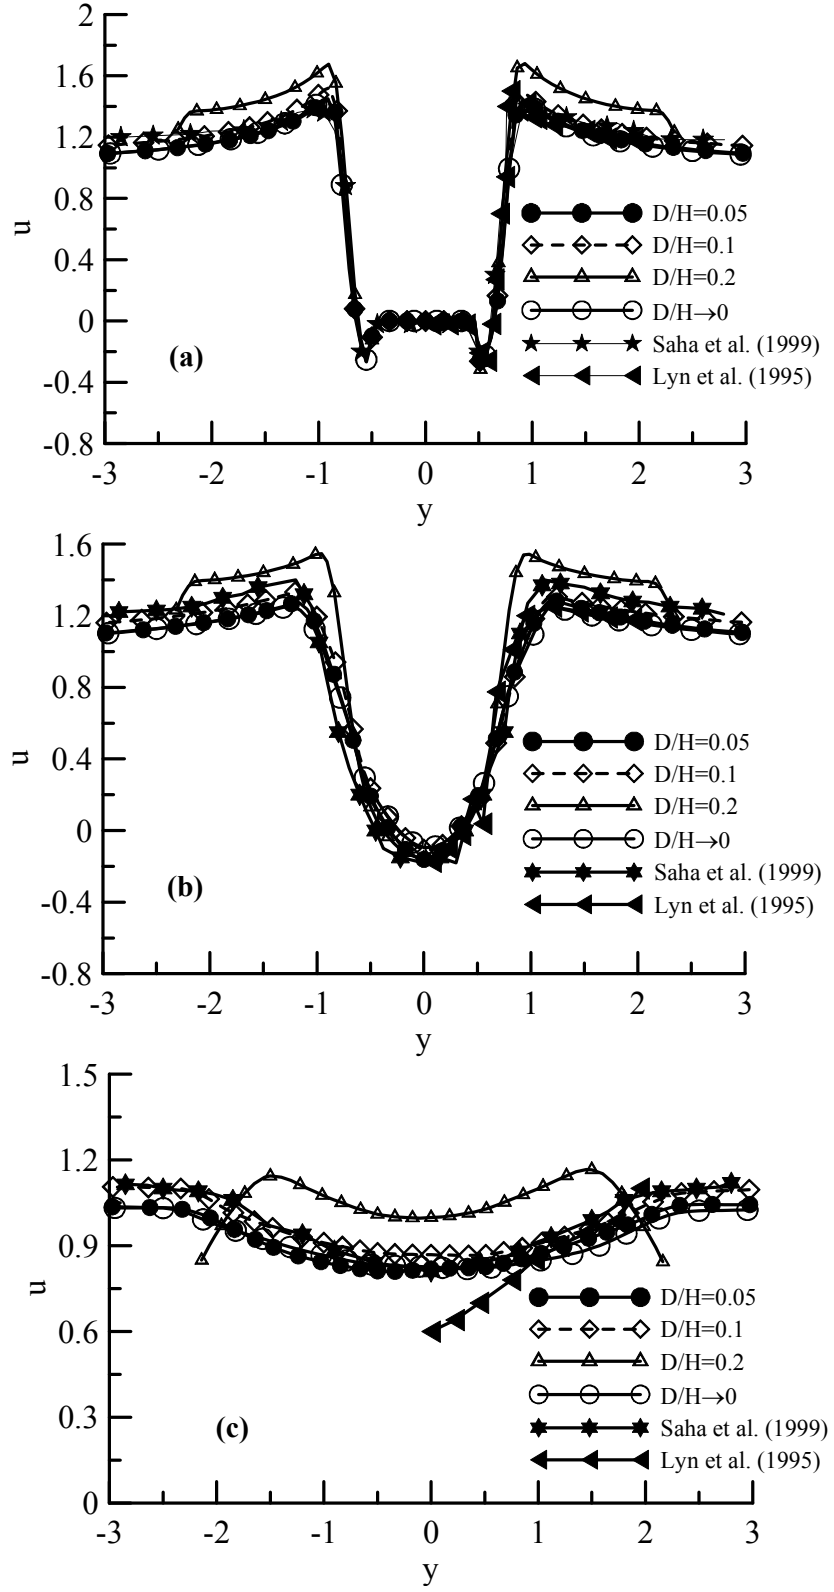 2
1.6
1.2
0.8
0.4
0
-0.4
-0.8
u
-3 -2 -1 0 1 2 3
y
(a)
D/H=0.05
D/H=0.1
D/H=0.2
D/H→0
Saha et al. (1999)
Lyn et al. (1995)
1.6
1.2
0.8
0.4
0
-0.4
-0.8
u
-3 -2 -1 0 1 2 3
y
(b)
D/H=0.05
D/H=0.1
D/H=0.2
D/H→0
Saha et al. (1999)
Lyn et al. (1995)
1.5
1.2
0.9
0.6
0.3
0
u
-3 -2 -1 0 1 2 3
y
(c)
D/H=0.05
D/H=0.1
D/H=0.2
D/H→0
Saha et al. (1999)
Lyn et al. (1995)